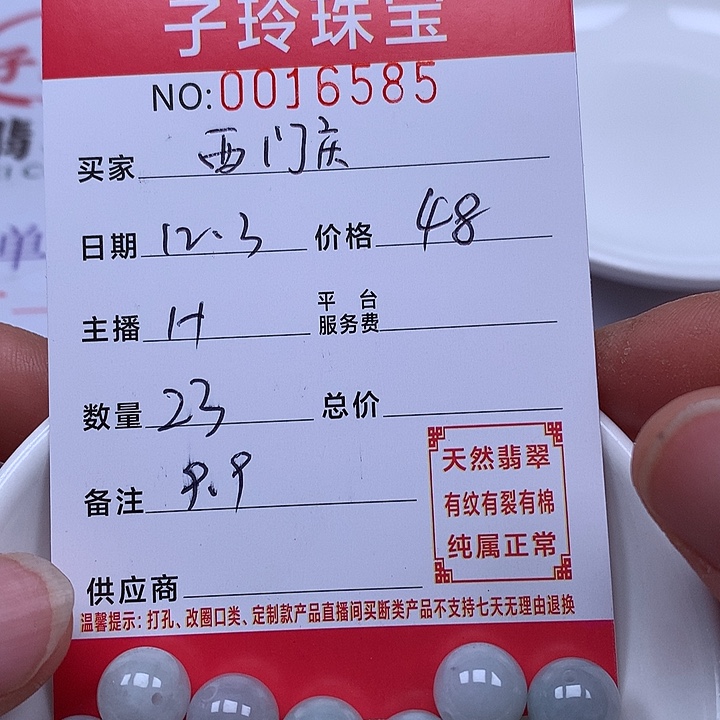 子玲珠宝
NO:0016585
买家 西门庆
日期 12.3 价格 48
主播 H 平台服务费
数量 23 总价
备注 9.9
天然翡翠
有纹有裂有棉
纯属正常
供应商
温馨提示：打孔、改圈口类、定制款产品直播间买断类产品不支持七天无理由退换
单